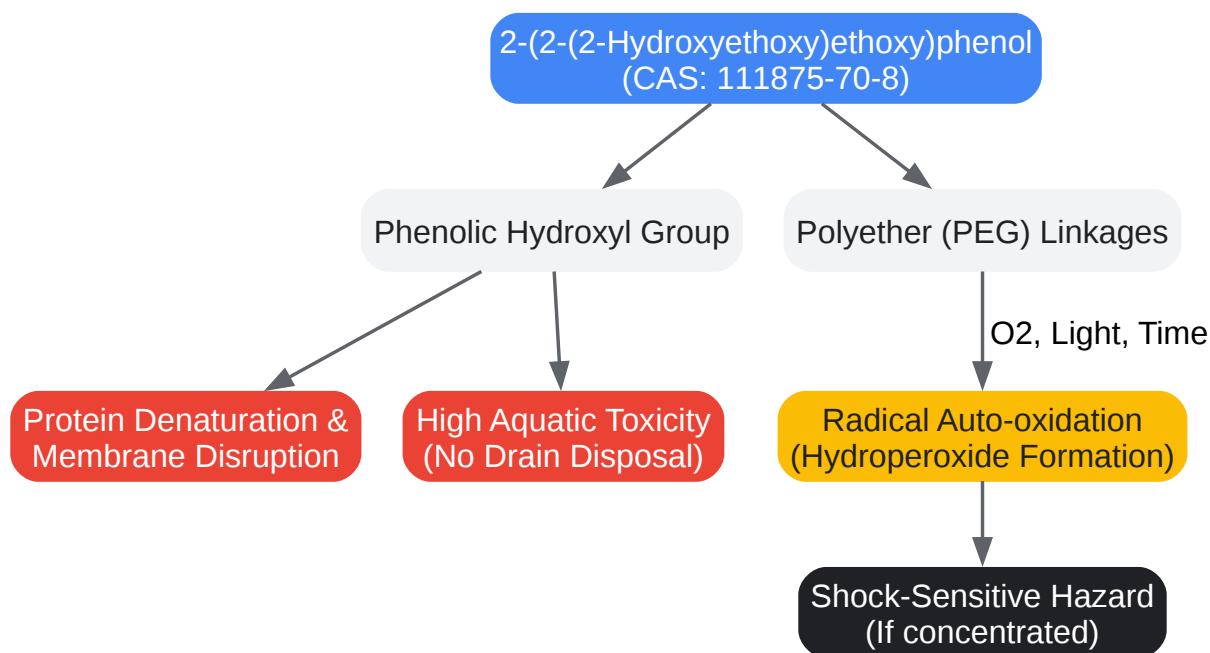 2-(2-(2-Hydroxyethoxy)ethoxy)phenol
(CAS: 111875-70-8)
Phenolic Hydroxyl Group
Polyether (PEG) Linkages
O2, Light, Time
Protein Denaturation &
Membrane Disruption
High Aquatic Toxicity
(No Drain Disposal)
Radical Auto-oxidation
(Hydroperoxide Formation)
Shock-Sensitive Hazard
(If concentrated)